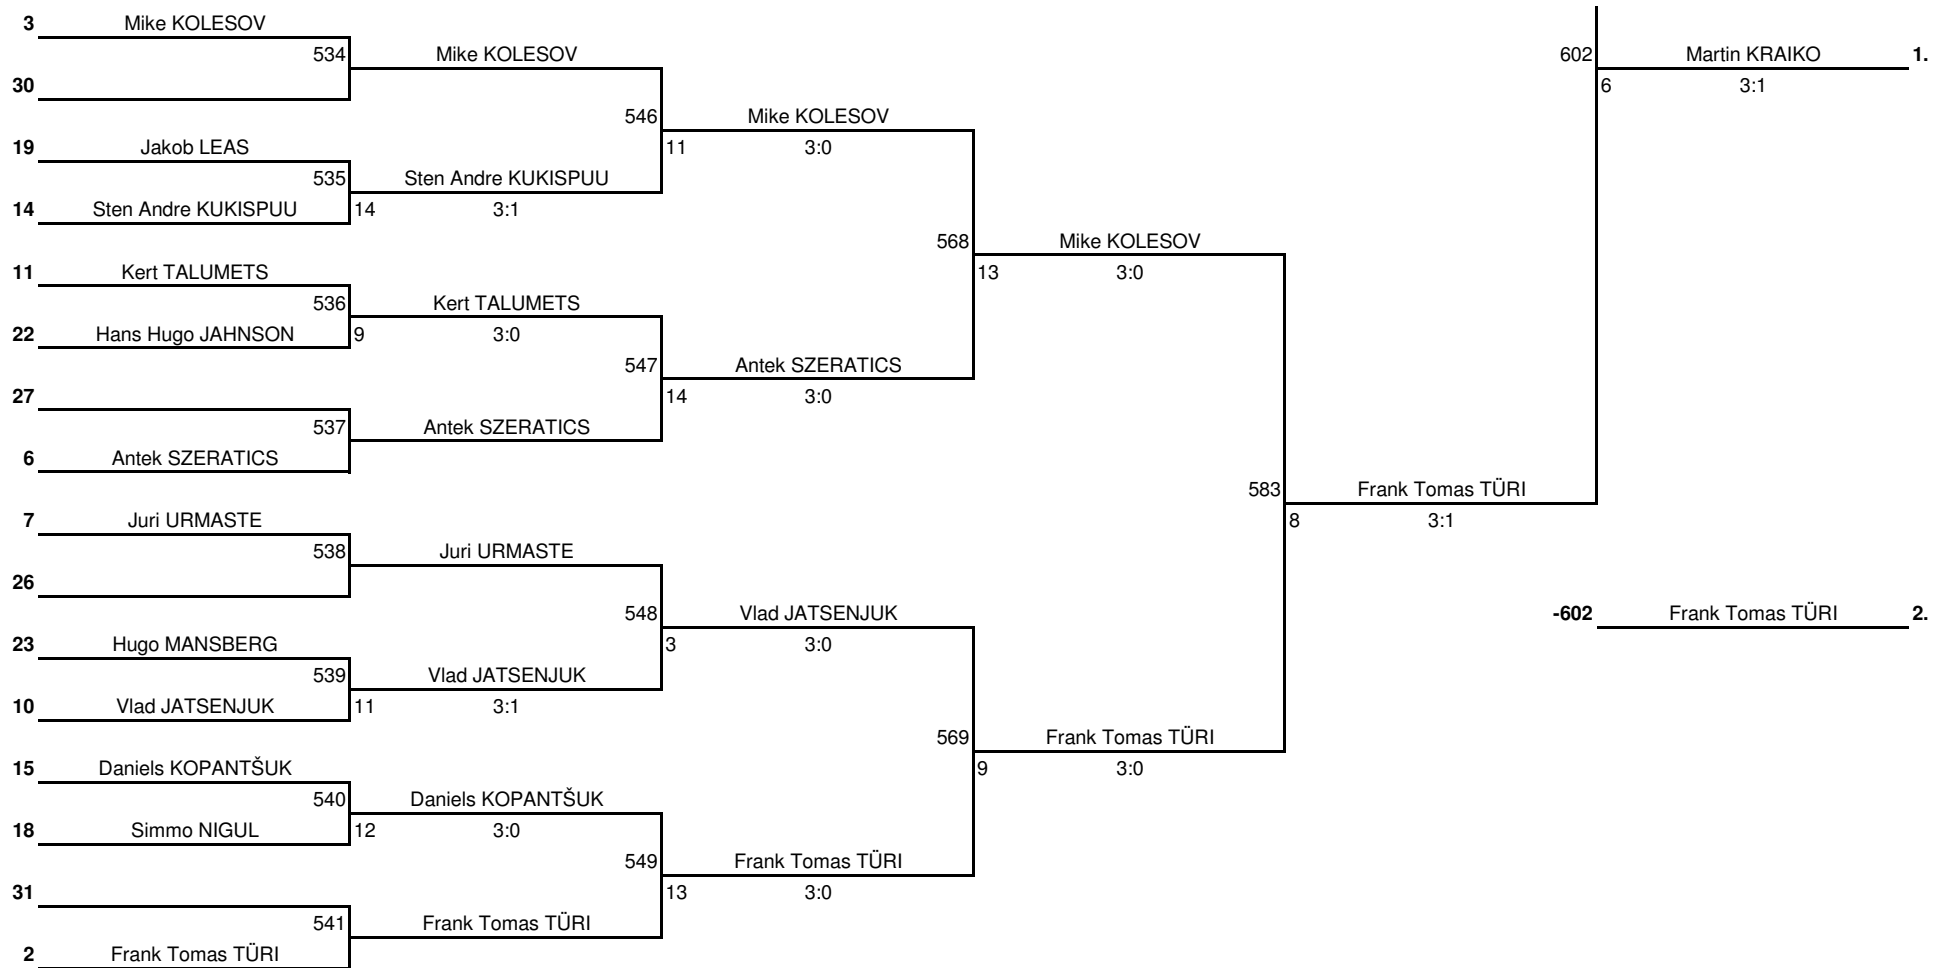 3 Mike KOLESOV
534 Mike KOLESOV 602 Martin KRAIKO 1.
30 6 3:1
546 Mike KOLESOV
19 Jakob LEAS 11 3:0
535 Sten Andre KUKISPUU
14 Sten Andre KUKISPUU 14 3:1
568 Mike KOLESOV
11 Kert TALUMETS 13 3:0
536 Kert TALUMETS
22 Hans Hugo JAHNSON 9 3:0
547 Antek SZERATICS
27 14 3:0
537 Antek SZERATICS
6 Antek SZERATICS
583 Frank Tomas TÜRI
7 Juri URMASTE 8 3:1
538 Juri URMASTE
26
548 Vlad JATSENJUK -602 Frank Tomas TÜRI 2.
23 Hugo MANSBERG 3 3:0
539 Vlad JATSENJUK
10 Vlad JATSENJUK 11 3:1
569 Frank Tomas TÜRI
15 Daniels KOPANTŠUK 9 3:0
540 Daniels KOPANTŠUK
18 Simmo NIGUL 12 3:0
549 Frank Tomas TÜRI
31 13 3:0
541 Frank Tomas TÜRI
2 Frank Tomas TÜRI